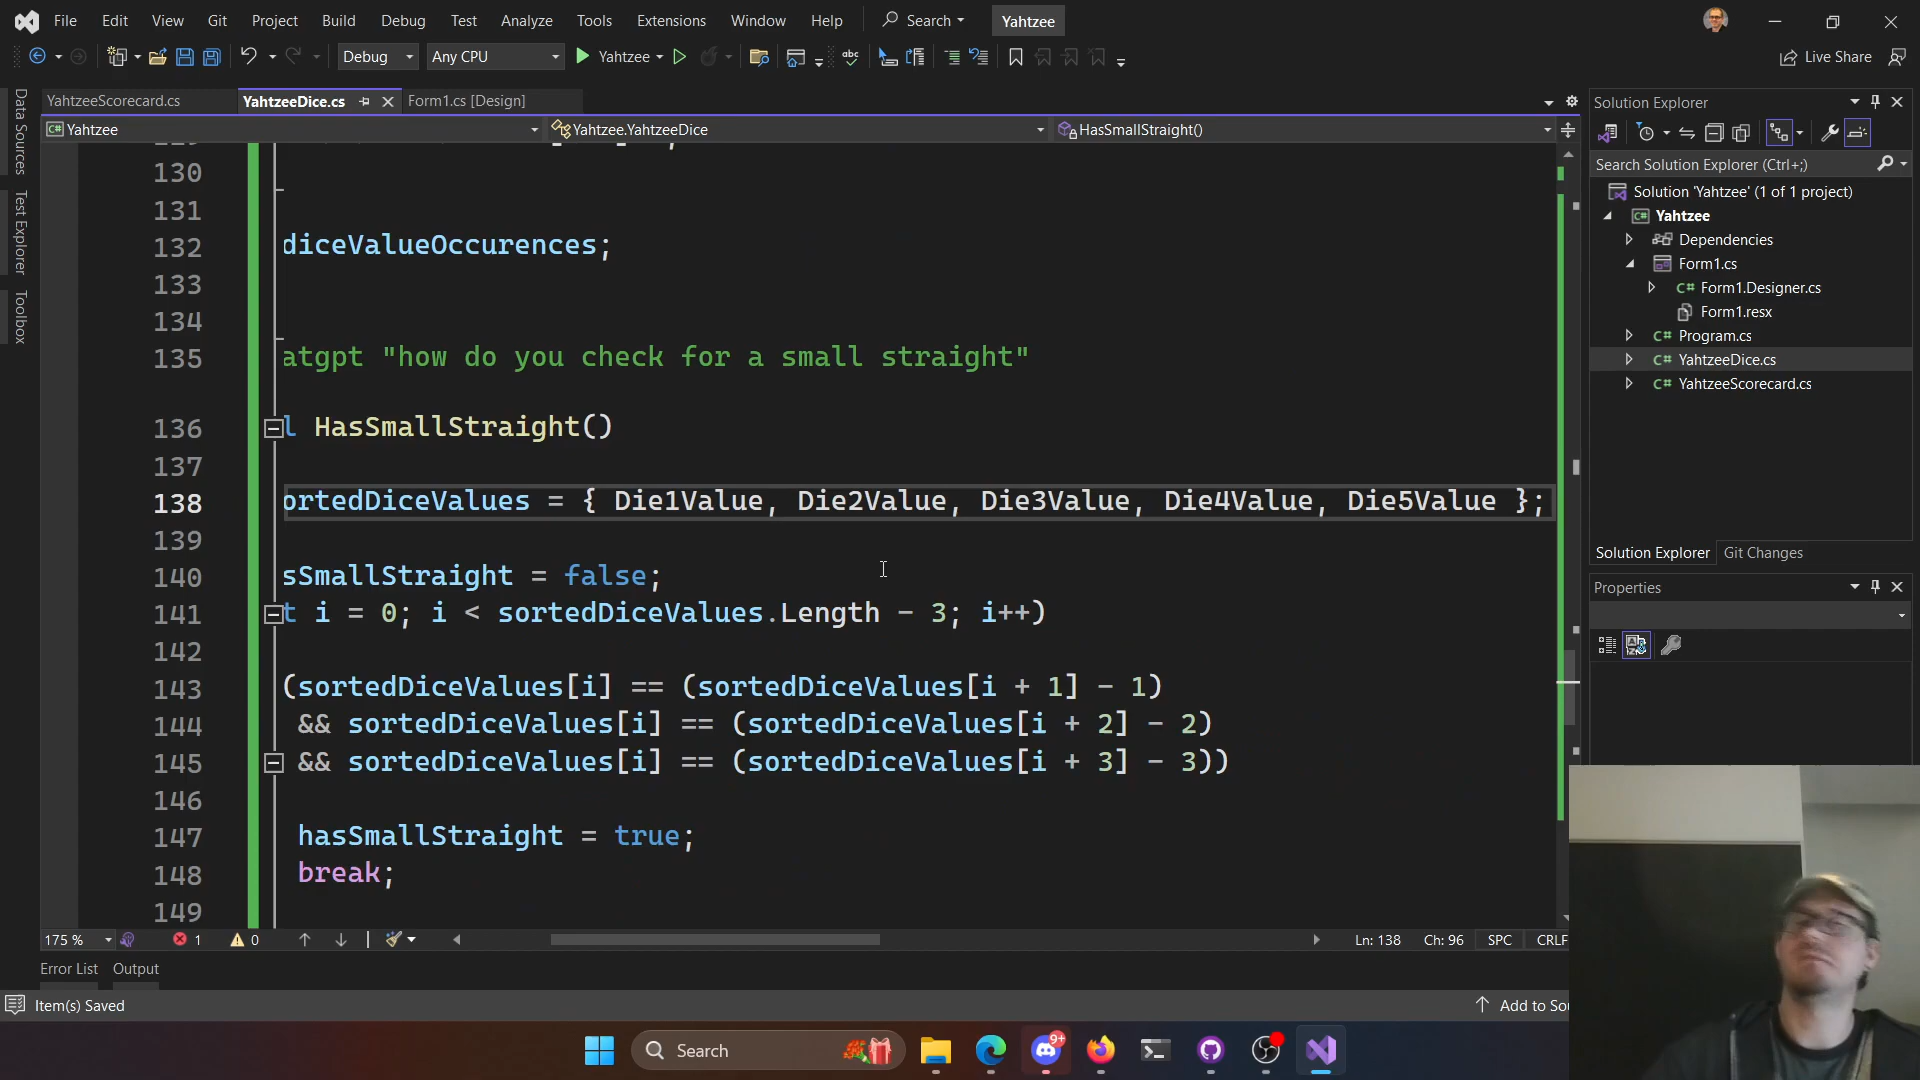 File Edit View Git Project Build Debug Test Analyze Tools Extensions Window Help Search Yahtzee
Debug Any CPU Yahtzee Live Share
YahtzeeScorecard.cs YahtzeeDice.cs Form1.cs [Design]
Yahtzee Yahtzee.YahtzeeDice HasSmallStraight()
Data Sources
Test Explorer
Toolbox
130
131
132 diceValueOccurences;
133
134
135 atgpt "how do you check for a small straight"
136 l HasSmallStraight()
137
138 ortedDiceValues = { Die1Value, Die2Value, Die3Value, Die4Value, Die5Value };
139
140 sSmallStraight = false;
141 t i = 0; i < sortedDiceValues.Length - 3; i++)
142
143 (sortedDiceValues[i] == (sortedDiceValues[i + 1] - 1)
144 && sortedDiceValues[i] == (sortedDiceValues[i + 2] - 2)
145 && sortedDiceValues[i] == (sortedDiceValues[i + 3] - 3))
146
147 hasSmallStraight = true;
148 break;
149
175 % 1 0 Ln: 138 Ch: 96 SPC CRLF
Error List Output
Item(s) Saved Add to Sou
Solution Explorer
Search Solution Explorer (Ctrl+;)
Solution 'Yahtzee' (1 of 1 project)
Yahtzee
Dependencies
Form1.cs
C# Form1.Designer.cs
Form1.resx
C# Program.cs
C# YahtzeeDice.cs
C# YahtzeeScorecard.cs
Solution Explorer Git Changes
Properties
Search 9+